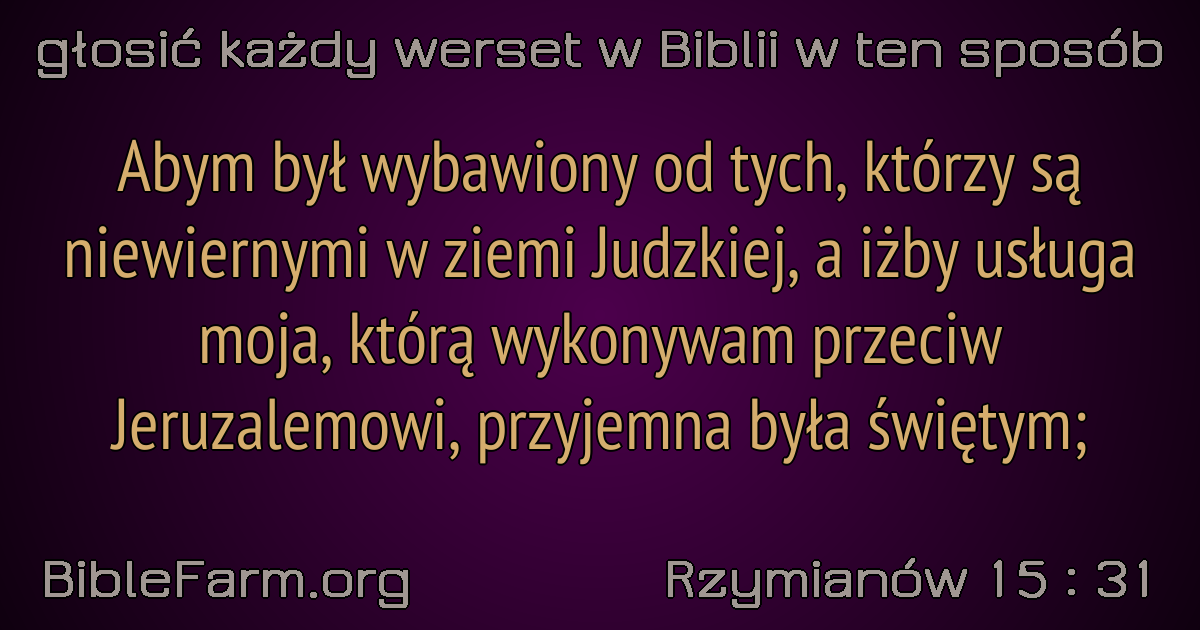 głosić każdy werset w Biblii w ten sposób
Abym był wybawiony od tych, którzy są
niewiernymi w ziemi Judzkiej, a iżby usługa
moja, którą wykonywam przeciw
Jeruzalemowi, przyjemna była świętym;
BibleFarm.org
Rzymianów 15 : 31